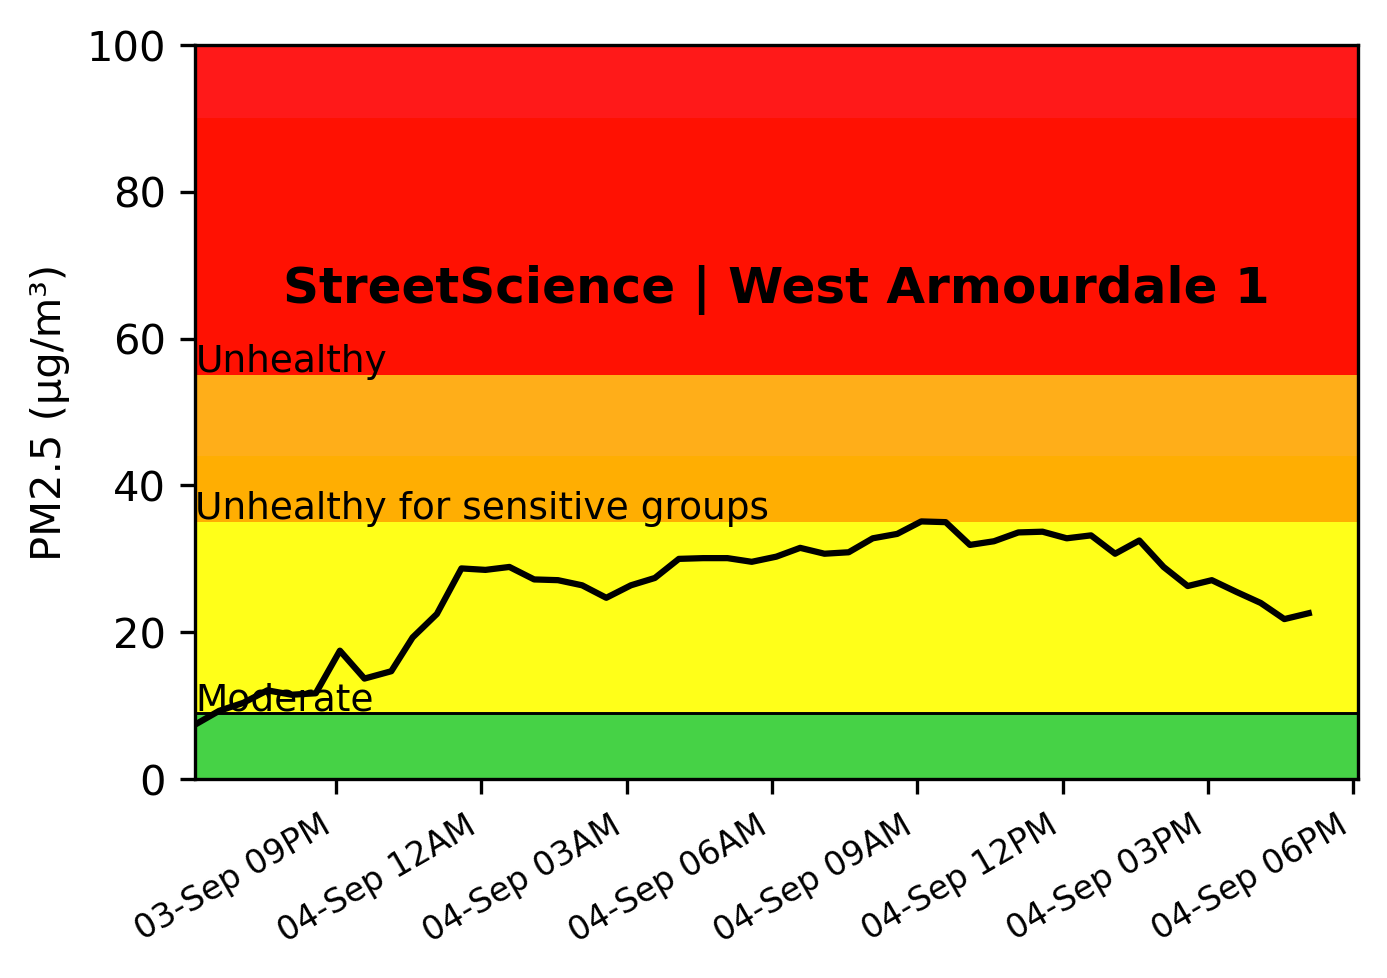 100
80
60
40
20
0
PM2.5 (µg/m³)
StreetScience | West Armourdale 1
Unhealthy
Unhealthy for sensitive groups
Moderate
03-Sep 09PM
04-Sep 12AM
04-Sep 03AM
04-Sep 06AM
04-Sep 09AM
04-Sep 12PM
04-Sep 03PM
04-Sep 06PM